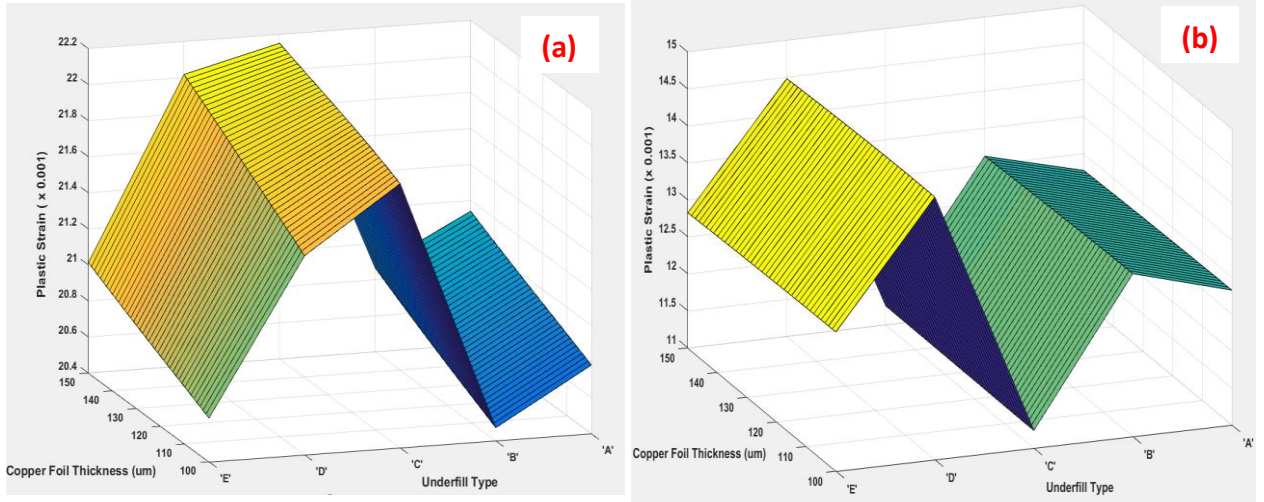 (a)
22.2
22
21.8
21.6
21.4
21.2
21
20.8
20.6
20.4
Plastic Strain ( x 0.001)
150
140
130
120
110
100
Copper Foil Thickness (um)
'E'
'D'
'C'
'B'
'A'
Underfill Type
(b)
15
14.5
14
13.5
13
12.5
12
11.5
11
Plastic Strain (x 0.001)
150
140
130
120
110
100
Copper Foil Thickness (um)
'E'
'D'
'C'
'B'
'A'
Underfill Type